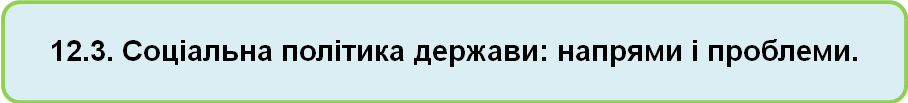 12.3. Соціальна політика держави: напрями і проблеми.